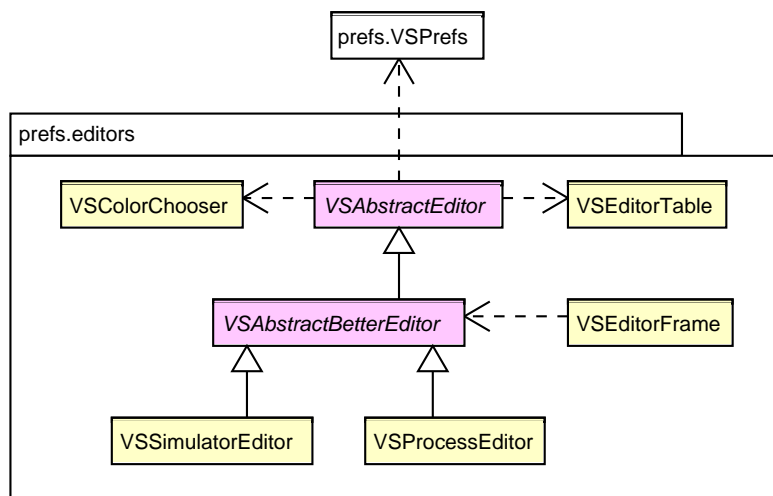 prefs.VSPrefs
prefs.editors
VSColorChooser
VSAbstractEditor
VSEditorTable
VSAbstractBetterEditor
VSEditorFrame
VSSimulatorEditor
VSProcessEditor